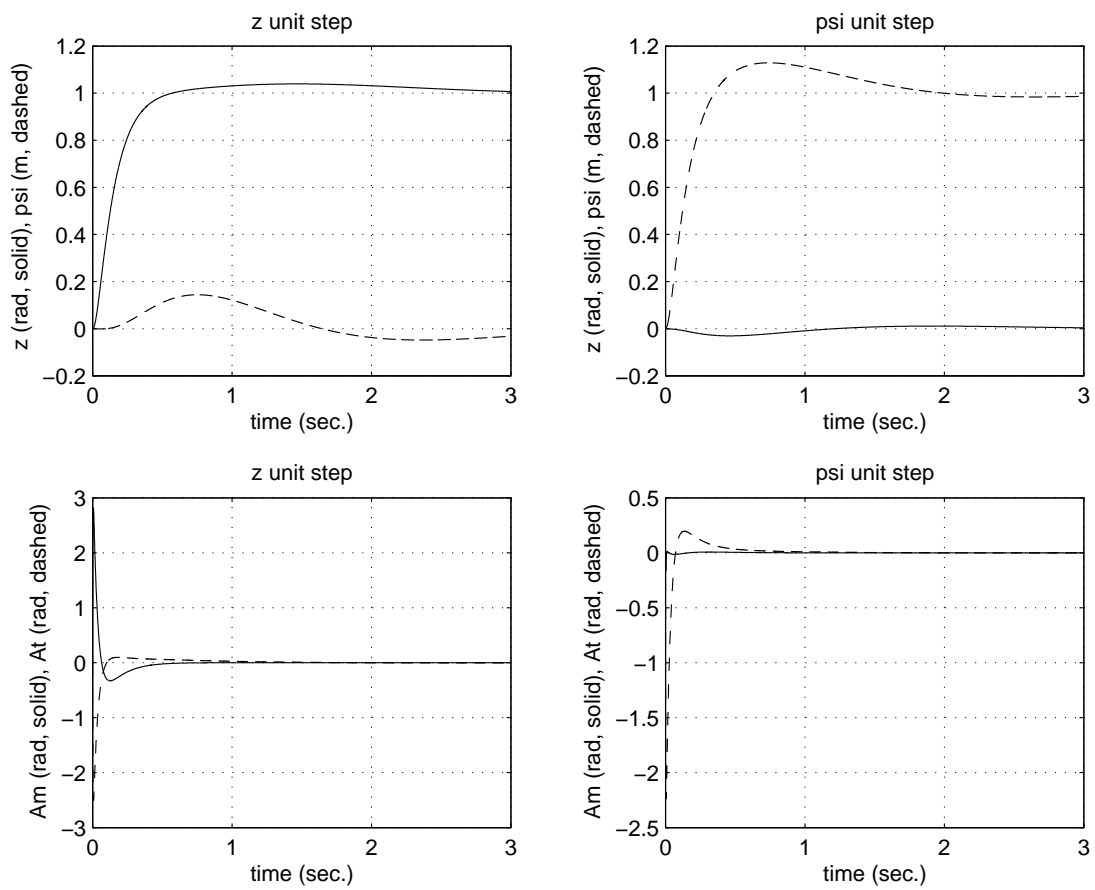 z unit step
1.2
1
0.8
0.6
0.4
0.2
0
−0.2
z (rad, solid), psi (m, dashed)
0 1 2 3
time (sec.)
psi unit step
1.2
1
0.8
0.6
0.4
0.2
0
−0.2
z (rad, solid), psi (m, dashed)
0 1 2 3
time (sec.)
z unit step
3
2
1
0
−1
−2
−3
Am (rad, solid), At (rad, dashed)
0 1 2 3
time (sec.)
psi unit step
0.5
0
−0.5
−1
−1.5
−2
−2.5
Am (rad, solid), At (rad, dashed)
0 1 2 3
time (sec.)